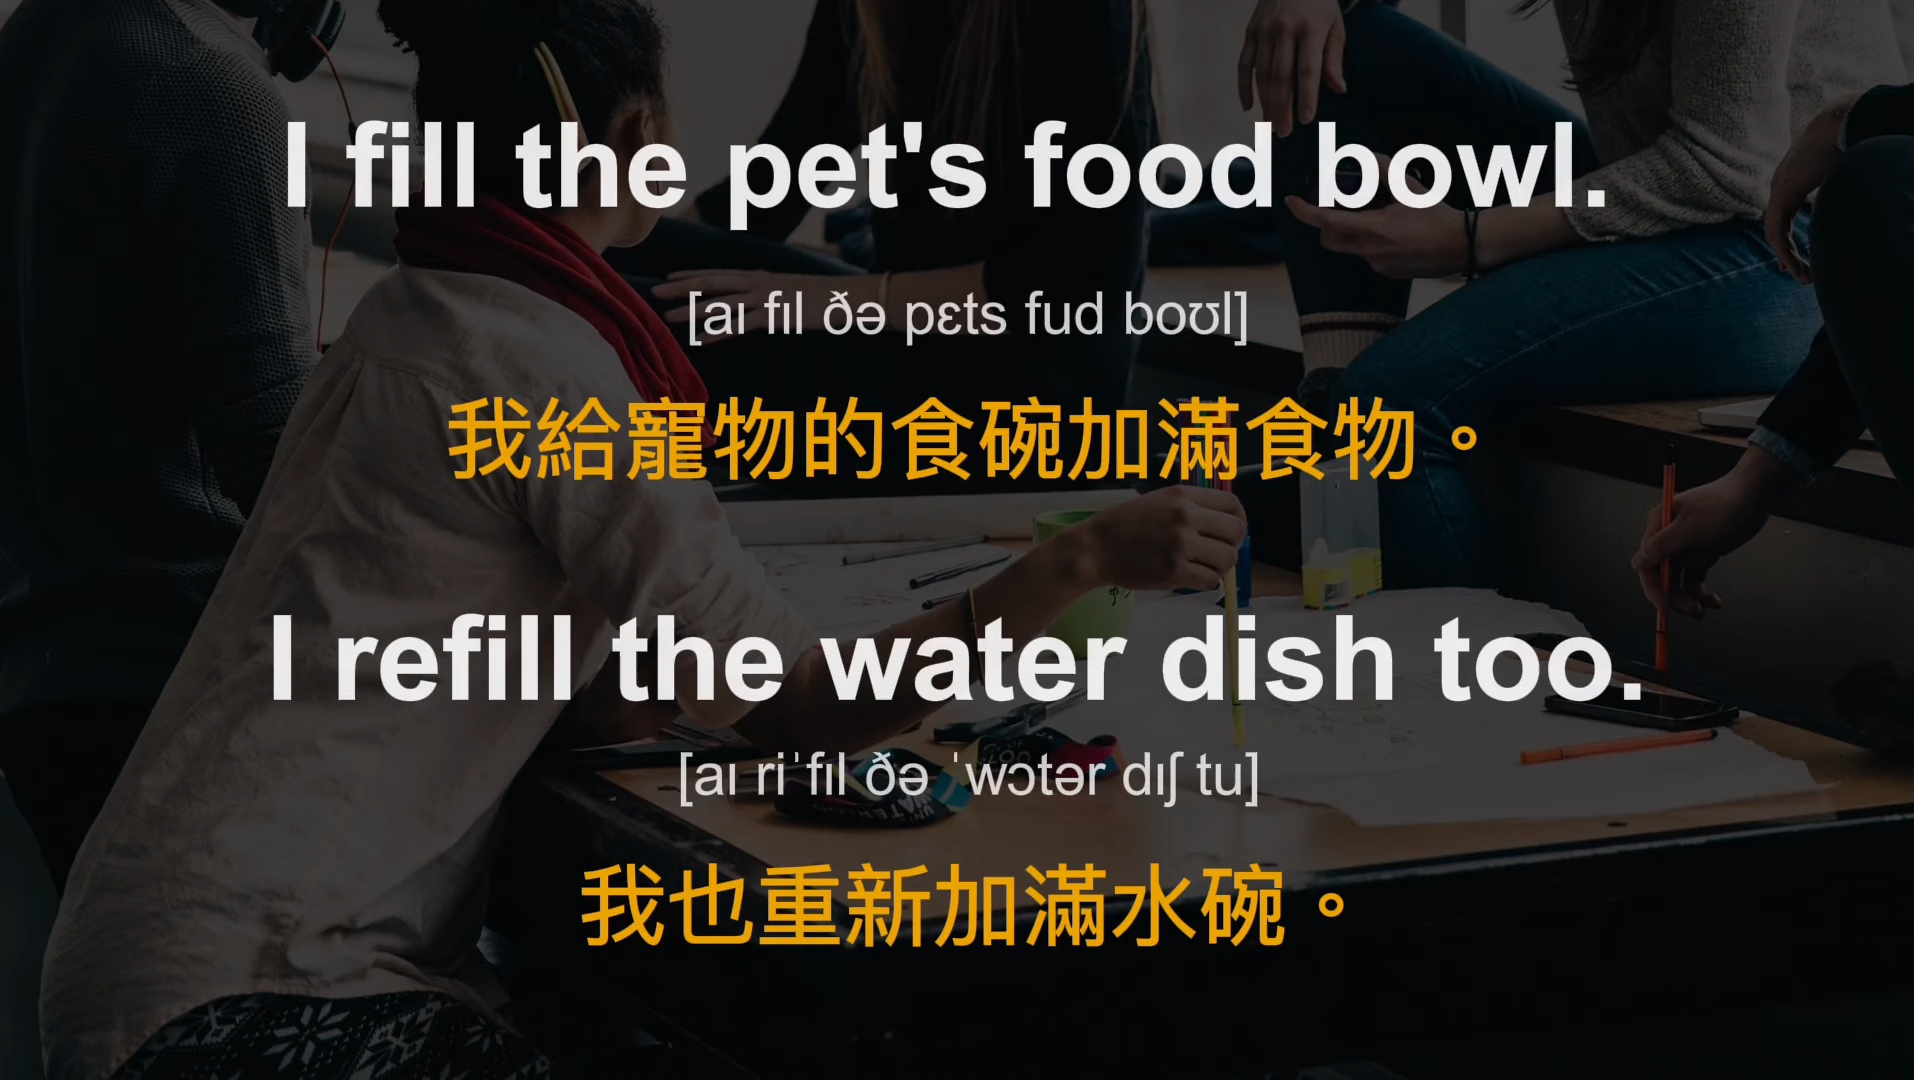 I fill the pet's food bowl.
[aɪ fɪl ðə pɛts fud boʊl]
我給寵物的食碗加滿食物。
I refill the water dish too.
[aɪ riˈfɪl ðə ˈwɔtər dɪʃ tu]
我也重新加滿水碗。